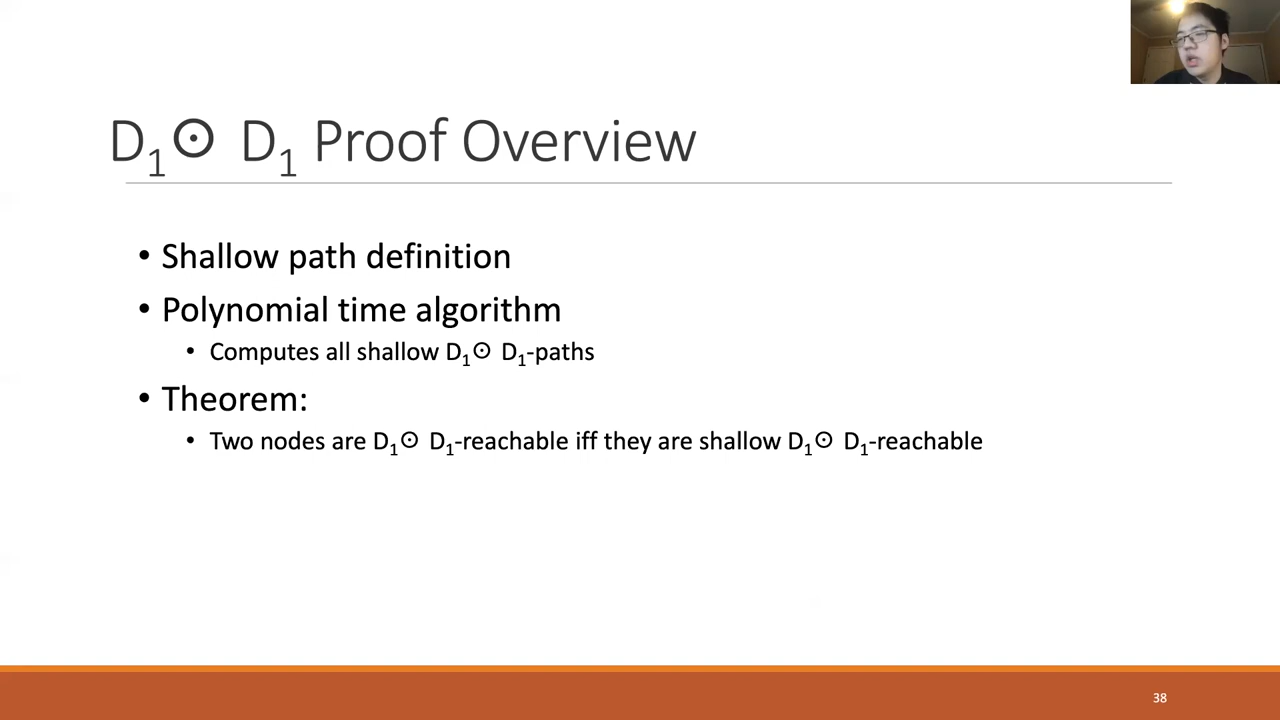 D₁⊙ D₁ Proof Overview
• Shallow path definition
• Polynomial time algorithm
• Computes all shallow D₁⊙ D₁-paths
• Theorem:
• Two nodes are D₁⊙ D₁-reachable iff they are shallow D₁⊙ D₁-reachable
38